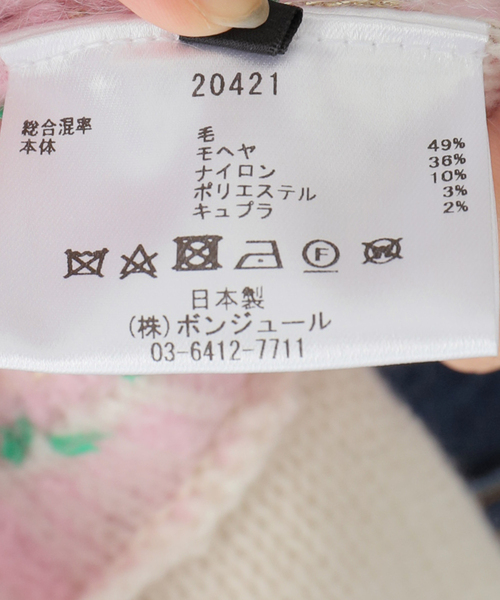 20421
総合混率
本体
毛 49%
モヘヤ 36%
ナイロン 10%
ポリエステル 3%
キュプラ 2%
F W
日本製
(株)ボンジュール
03-6412-7711